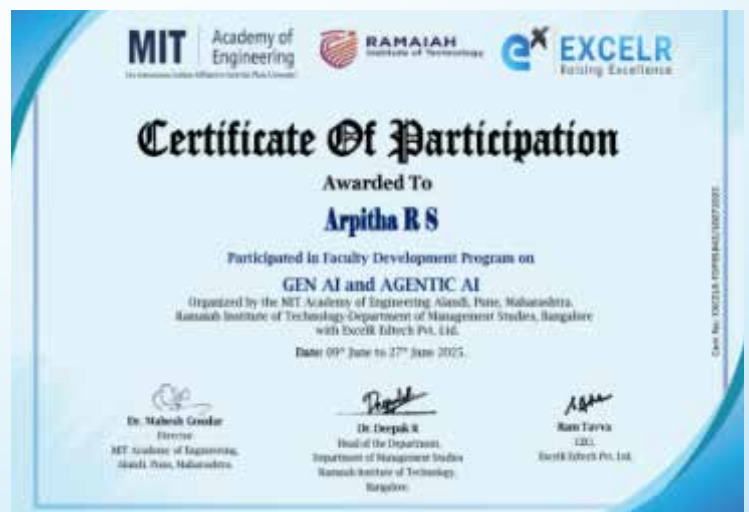 MIT
Academy of
Engineering
RAMAIAH
Institute of Technology
EXCELR
Raising Excellence
Certificate Of Participation
Awarded To
Arpitha R S
Participated in Faculty Development Program on
GEN AI and AGENTIC AI
Organized by the MIT Academy of Engineering Alandi, Pune, Maharashtra.
Ramaiah Institute of Technology-Department of Management Studies, Bangalore
with ExcelR Edtech Pvt. Ltd.
Date: 09th June to 27th June 2025.
Dr. Mahesh Goudar
Director
MIT Academy of Engineering,
Alandi, Pune, Maharashtra.
Dr. Deepak R
Head of the Department,
Department of Management Studies
Ramaiah Institute of Technology,
Bangalore.
Ram Tavva
CEO,
ExcelR Edtech Pvt. Ltd.